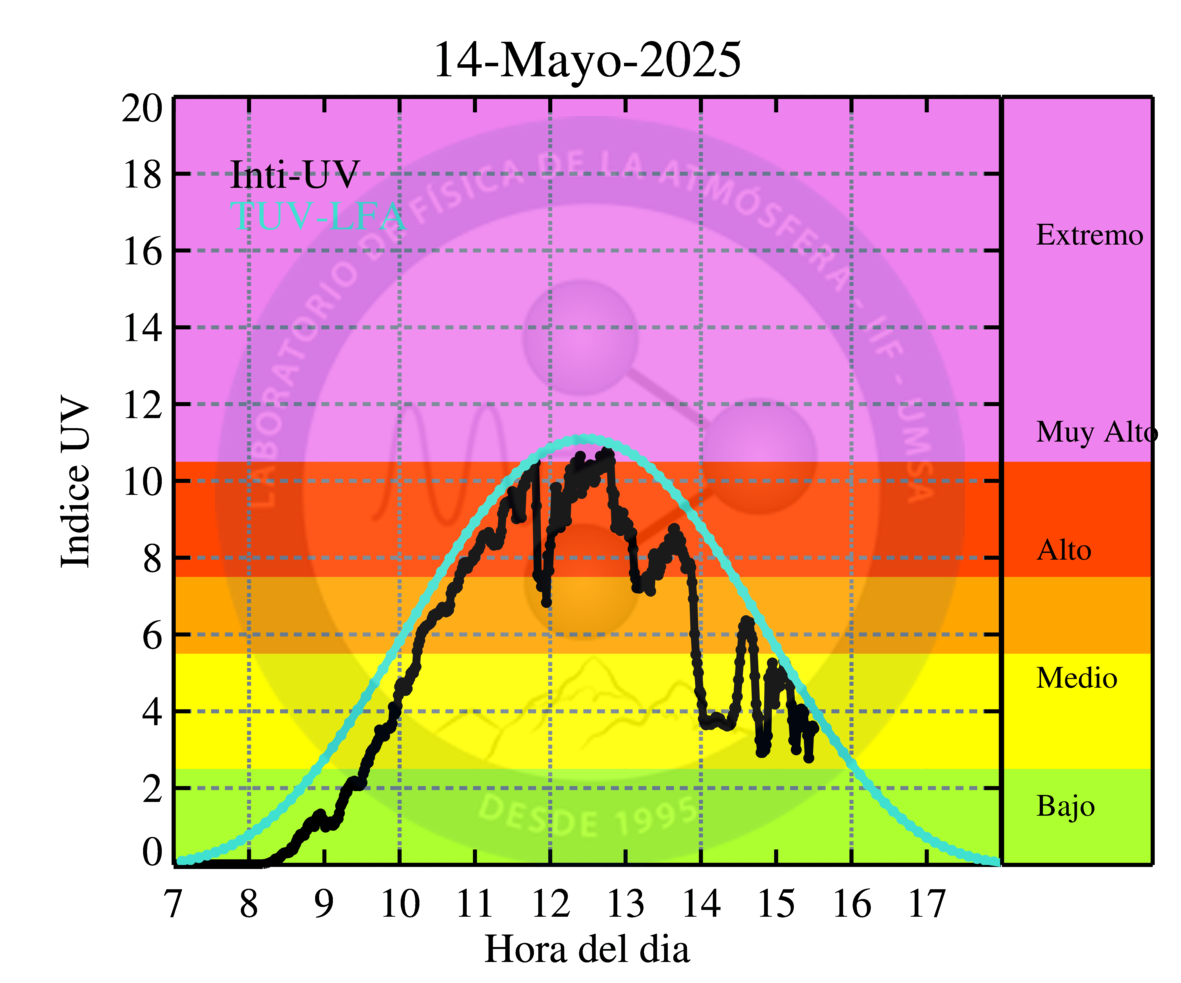 14-Mayo-2025
Inti-UV
TUV-LFA
LABORATORIO DE FÍSICA DE LA ATMÓSFERA - IIF - UMSA
DESDE 1995
Indice UV
20
18
16
14
12
10
8
6
4
2
0
Extremo
Muy Alto
Alto
Medio
Bajo
7 8 9 10 11 12 13 14 15 16 17
Hora del dia